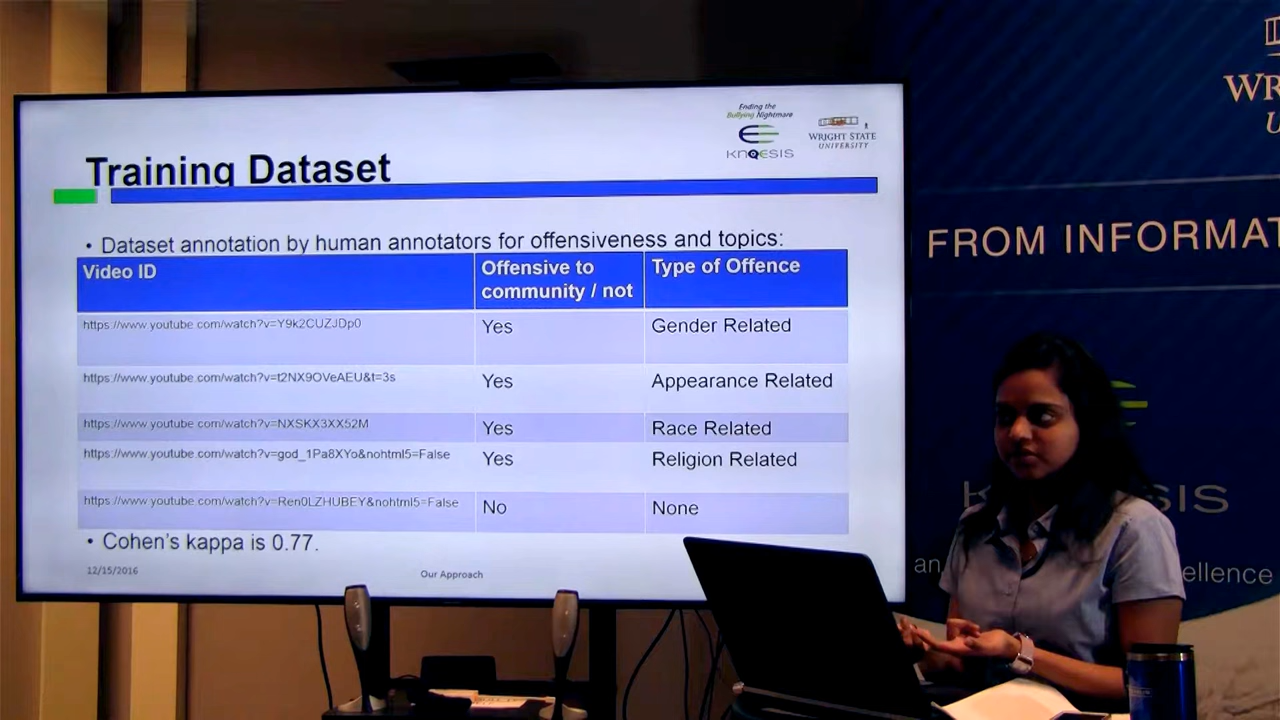 Ending the
Bullying Nightmare
KNOESIS
WRIGHT STATE
UNIVERSITY
Training Dataset
• Dataset annotation by human annotators for offensiveness and topics:
Video ID
Offensive to
community / not
Type of Offence
https://www.youtube.com/watch?v=Y9k2CUZJDp0
Yes
Gender Related
https://www.youtube.com/watch?v=t2NX9OVeAEU&t=3s
Yes
Appearance Related
https://www.youtube.com/watch?v=NXSKX3XX52M
Yes
Race Related
https://www.youtube.com/watch?v=god_1Pa8XYo&nohtml5=False
Yes
Religion Related
https://www.youtube.com/watch?v=Ren0LZHUBEY&nohtml5=False
No
None
• Cohen's kappa is 0.77.
12/15/2016
Our Approach
WR
U
FROM INFORMAT
K SIS
an ellence